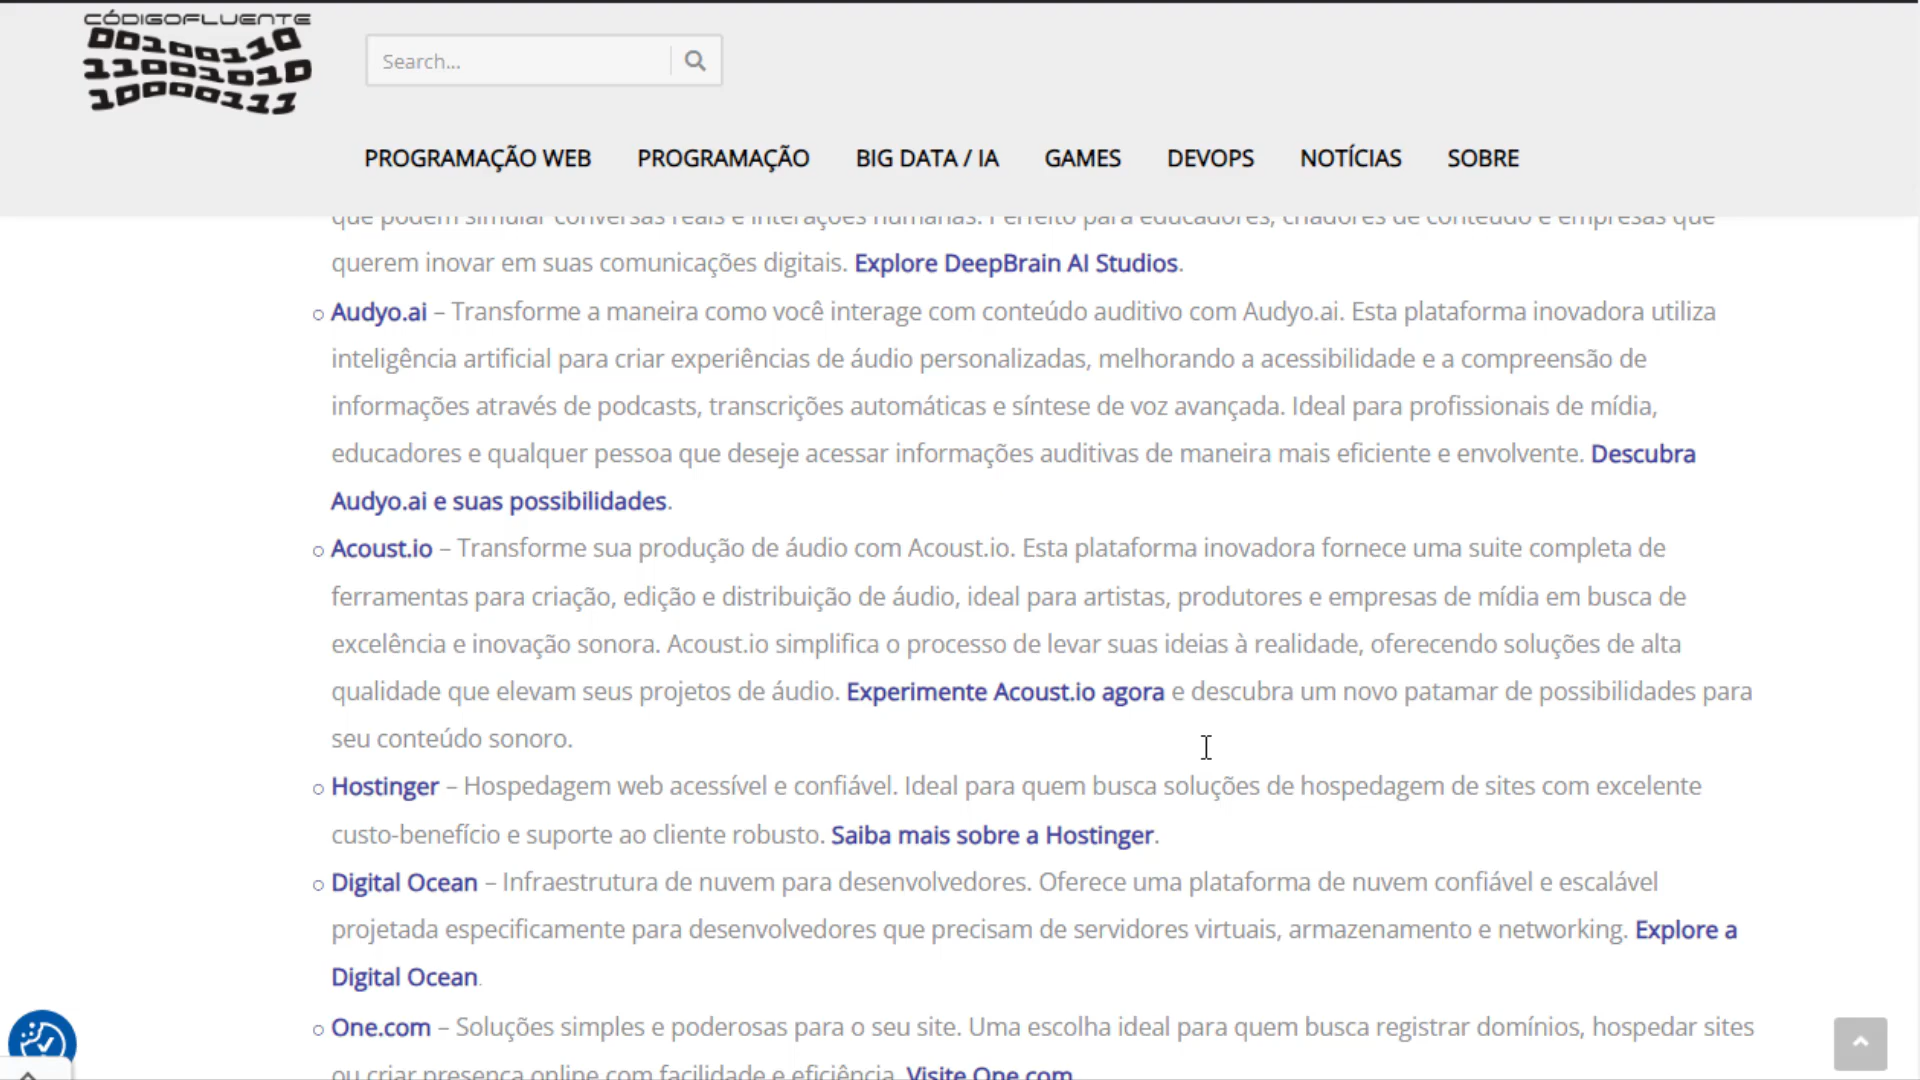 CÓDIGOFLUENTE
00100110
11001010
10000111
Search...
PROGRAMAÇÃO WEB PROGRAMAÇÃO BIG DATA / IA GAMES DEVOPS NOTÍCIAS SOBRE
que podem simular conversas reais e interações humanas. Perfeito para educadores, criadores de conteúdo e empresas que
querem inovar em suas comunicações digitais. Explore DeepBrain AI Studios.
Audyo.ai – Transforme a maneira como você interage com conteúdo auditivo com Audyo.ai. Esta plataforma inovadora utiliza
inteligência artificial para criar experiências de áudio personalizadas, melhorando a acessibilidade e a compreensão de
informações através de podcasts, transcrições automáticas e síntese de voz avançada. Ideal para profissionais de mídia,
educadores e qualquer pessoa que deseje acessar informações auditivas de maneira mais eficiente e envolvente. Descubra
Audyo.ai e suas possibilidades.
Acoust.io – Transforme sua produção de áudio com Acoust.io. Esta plataforma inovadora fornece uma suite completa de
ferramentas para criação, edição e distribuição de áudio, ideal para artistas, produtores e empresas de mídia em busca de
excelência e inovação sonora. Acoust.io simplifica o processo de levar suas ideias à realidade, oferecendo soluções de alta
qualidade que elevam seus projetos de áudio. Experimente Acoust.io agora e descubra um novo patamar de possibilidades para
seu conteúdo sonoro.
Hostinger – Hospedagem web acessível e confiável. Ideal para quem busca soluções de hospedagem de sites com excelente
custo-benefício e suporte ao cliente robusto. Saiba mais sobre a Hostinger.
Digital Ocean – Infraestrutura de nuvem para desenvolvedores. Oferece uma plataforma de nuvem confiável e escalável
projetada especificamente para desenvolvedores que precisam de servidores virtuais, armazenamento e networking. Explore a
Digital Ocean.
One.com – Soluções simples e poderosas para o seu site. Uma escolha ideal para quem busca registrar domínios, hospedar sites
ou criar presença online com facilidade e eficiência. Visite One.com